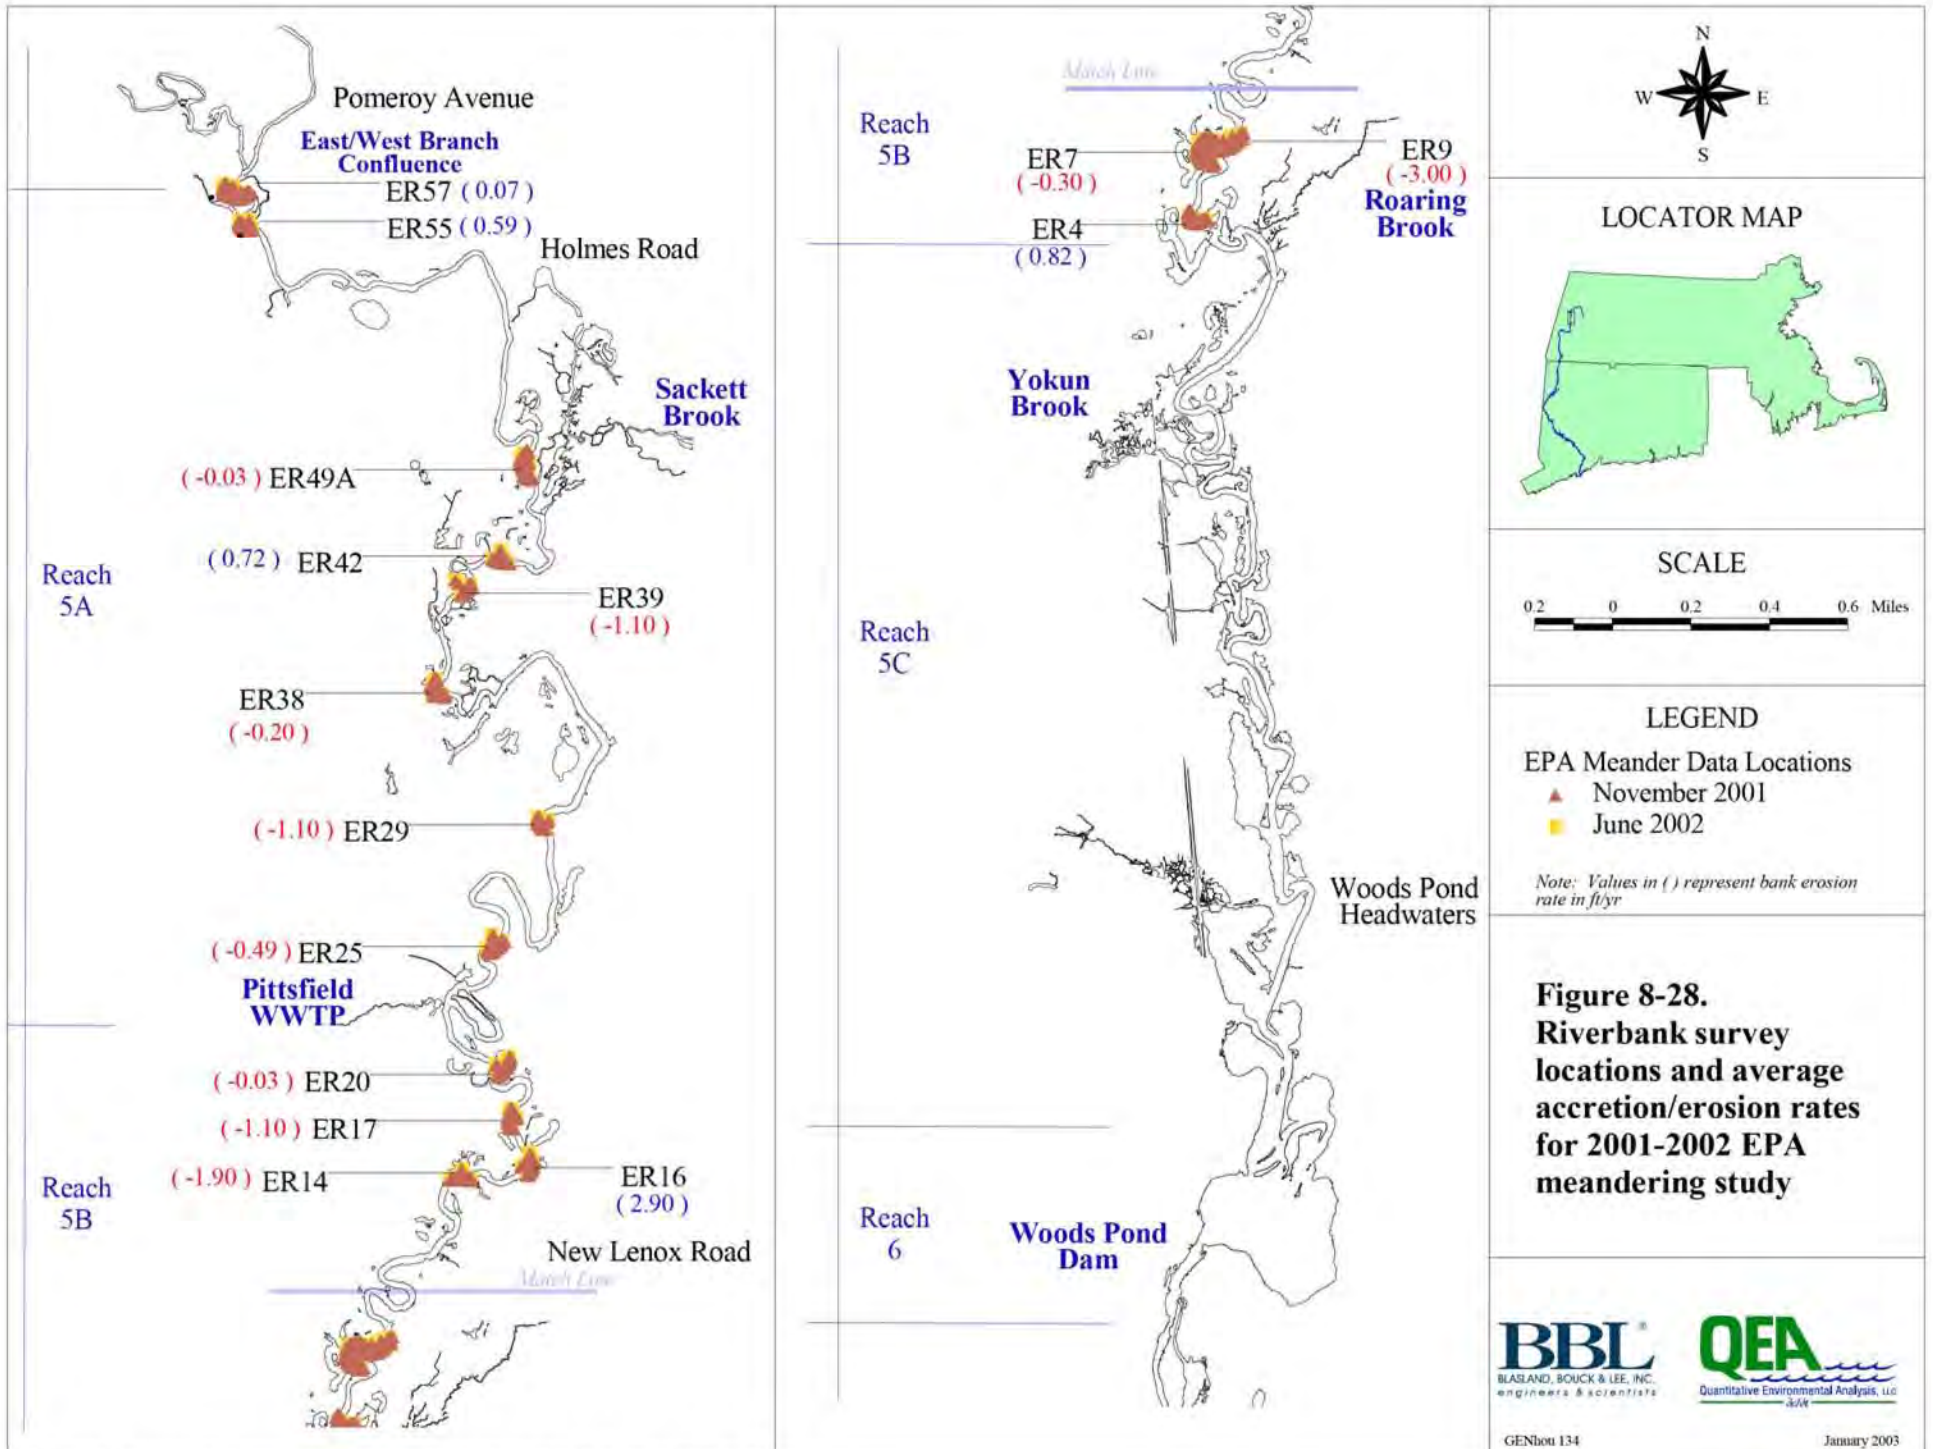 Pomeroy Avenue
East/West Branch
Confluence
ER57 ( 0.07 )
ER55 ( 0.59 )
Holmes Road
Sackett
Brook
( -0.03 ) ER49A
( 0.72 ) ER42
Reach
5A
ER39
( -1.10 )
ER38
( -0.20 )
( -1.10 ) ER29
( -0.49 ) ER25
Pittsfield
WWTP
( -0.03 ) ER20
( -1.10 ) ER17
( -1.90 ) ER14
ER16
( 2.90 )
Reach
5B
New Lenox Road
Match Line
Match Line
Reach
5B
ER7
( -0.30 )
ER9
( -3.00 )
Roaring
Brook
ER4
( 0.82 )
Yokun
Brook
Reach
5C
Woods Pond
Headwaters
Reach
6
Woods Pond
Dam
N
W E
S
LOCATOR MAP
SCALE
0.2 0 0.2 0.4 0.6 Miles
LEGEND
EPA Meander Data Locations
November 2001
June 2002
Note: Values in ( ) represent bank erosion
rate in ft/yr
Figure 8-28.
Riverbank survey
locations and average
accretion/erosion rates
for 2001-2002 EPA
meandering study
BBL®
BLASLAND, BOUCK & LEE, INC.
engineers & scientists
QEA
Quantitative Environmental Analysis, LLC
GENhou 134
January 2003